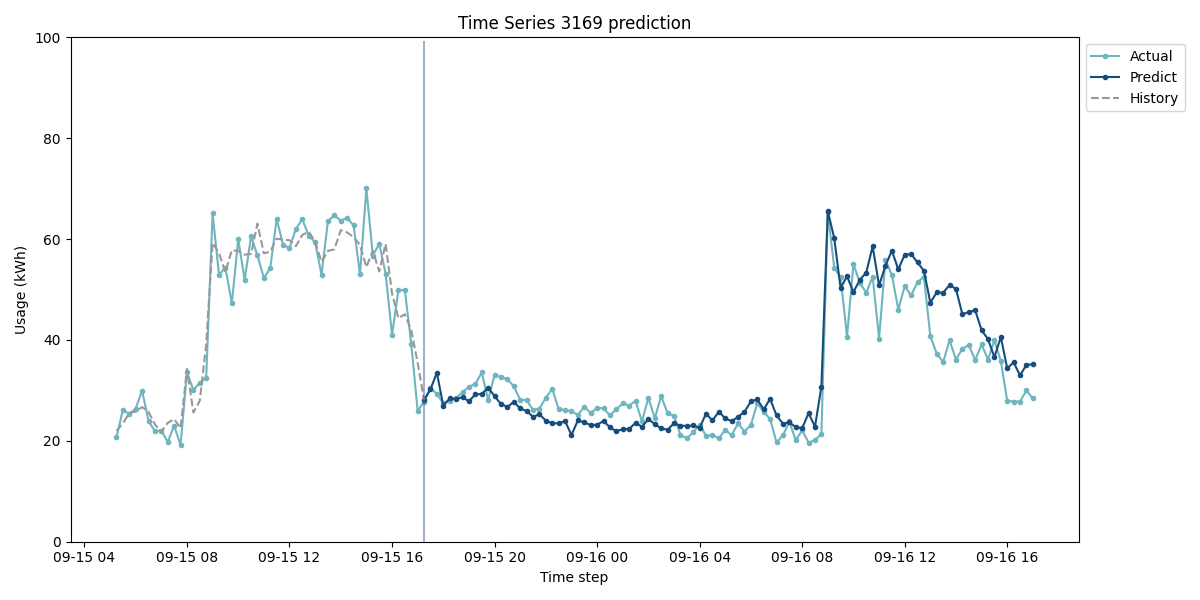 Time Series 3169 prediction
100
80
60
40
20
0
Usage (kWh)
09-15 04
09-15 08
09-15 12
09-15 16
09-15 20
09-16 00
09-16 04
09-16 08
09-16 12
09-16 16
Time step
Actual
Predict
History